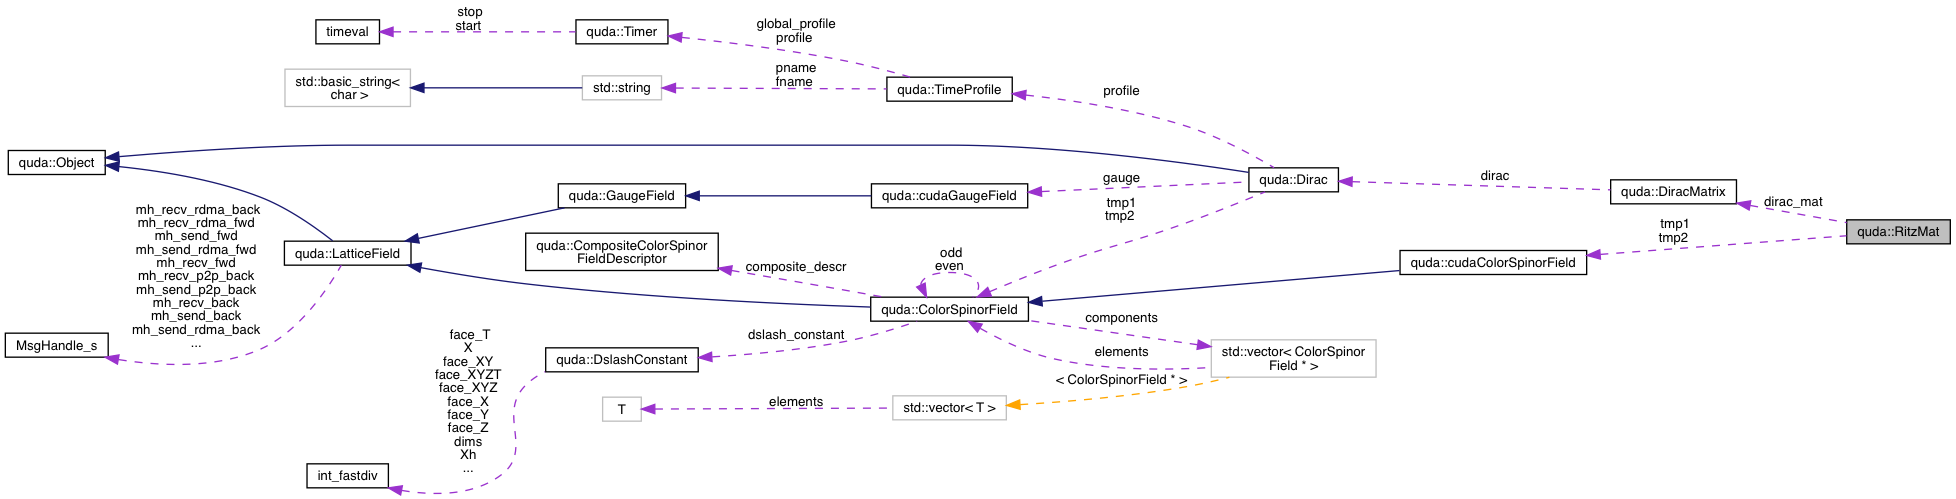 stop
start
timeval
quda::Timer
global_profile
profile
std::basic_string<
char >
std::string
pname
fname
quda::TimeProfile
profile
quda::Object
quda::Dirac
dirac
quda::DiracMatrix
dirac_mat
quda::RitzMat
quda::GaugeField
quda::cudaGaugeField
gauge
tmp1
tmp2
tmp1
tmp2
quda::cudaColorSpinorField
mh_recv_rdma_back
mh_recv_rdma_fwd
mh_send_fwd
mh_send_rdma_fwd
mh_recv_fwd
mh_recv_p2p_back
mh_send_p2p_back
mh_recv_back
mh_send_back
mh_send_rdma_back
...
quda::LatticeField
quda::CompositeColorSpinor
FieldDescriptor
composite_descr
odd
even
quda::ColorSpinorField
MsgHandle_s
face_T
X
face_XY
face_XYZT
face_XYZ
face_X
face_Y
face_Z
dims
Xh
...
quda::DslashConstant
dslash_constant
components
elements
std::vector< ColorSpinor
Field * >
< ColorSpinorField * >
T
elements
std::vector< T >
int_fastdiv